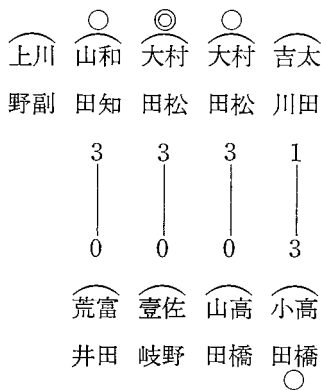 ○ ◎ ○
上川 山和 大村 大村 吉太
野副 田知 田松 田松 川田
3 3 3 1
0 0 0 3
荒富 壹佐 山高 小高
井田 岐野 田橋 田橋
○